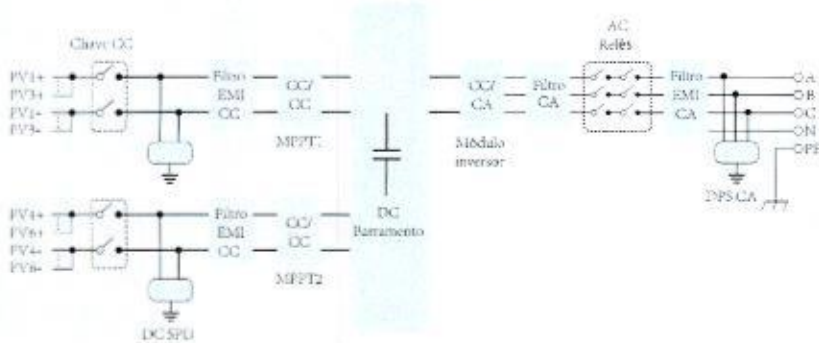 Chave CC
AC
Relés
PV1+
PV3+
PV1+
PV3-
Filtro
EMI
CC
CC/
CC
MPPT1
CC/
CA
Módulo
inversor
Filtro
CA
Filtro
EMI
CA
A
B
C
N
PE
DPS CA
DC
Barramento
PV4+
PV6+
PV4-
PV6-
Filtro
EMI
CC
CC/
CC
MPPT2
DC SPD